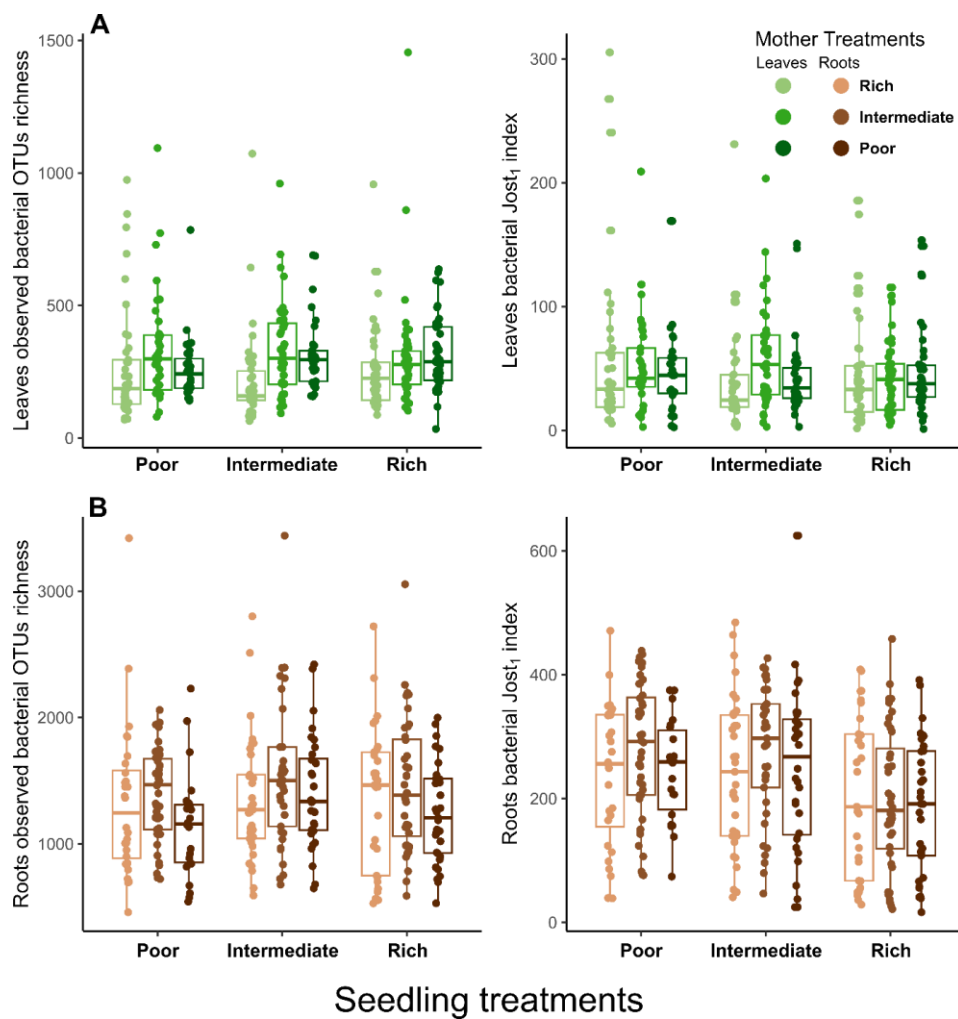 A
Leaves observed bacterial OTUs richness
1500
1000
500
0
Poor Intermediate Rich
Leaves bacterial Jost₁ index
300
200
100
0
Poor Intermediate Rich
Mother Treatments
Leaves Roots
Rich
Intermediate
Poor
B
Roots observed bacterial OTUs richness
3000
2000
1000
Poor Intermediate Rich
Roots bacterial Jost₁ index
600
400
200
0
Poor Intermediate Rich
Seedling treatments